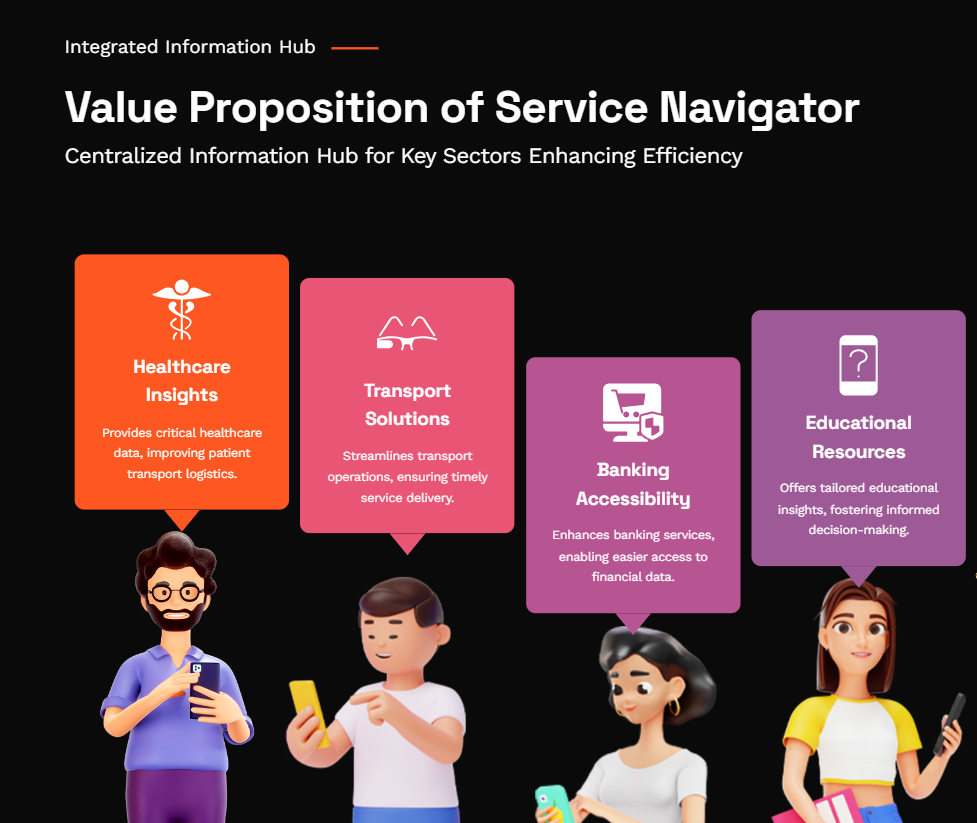 Integrated Information Hub
Value Proposition of Service Navigator
Centralized Information Hub for Key Sectors Enhancing Efficiency
Healthcare
Insights
Provides critical healthcare
data, improving patient
transport logistics.
Transport
Solutions
Streamlines transport
operations, ensuring timely
service delivery.
Banking
Accessibility
Enhances banking services,
enabling easier access to
financial data.
?
Educational
Resources
Offers tailored educational
insights, fostering informed
decision-making.